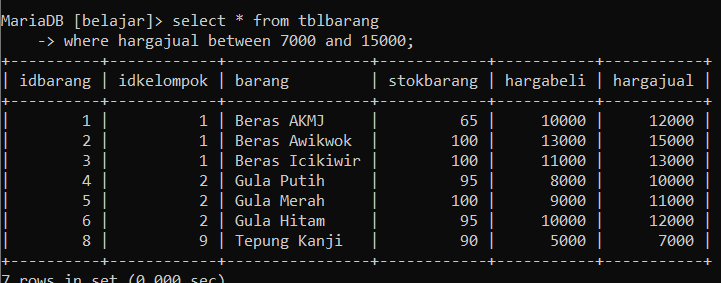 MariaDB [belajar]> select * from tblbarang
    -> where hargajual between 7000 and 15000;
+----------+------------+----------------+------------+-----------+-----------+
| idbarang | idkelompok | barang         | stokbarang | hargabeli | hargajual |
+----------+------------+----------------+------------+-----------+-----------+
|        1 |          1 | Beras AKMJ     |         65 |     10000 |     12000 |
|        2 |          1 | Beras Awikwok  |        100 |     13000 |     15000 |
|        3 |          1 | Beras Icikiwir |        100 |     11000 |     13000 |
|        4 |          2 | Gula Putih     |         95 |      8000 |     10000 |
|        5 |          2 | Gula Merah     |        100 |      9000 |     11000 |
|        6 |          2 | Gula Hitam     |         95 |     10000 |     12000 |
|        8 |          9 | Tepung Kanji   |         90 |      5000 |      7000 |
+----------+------------+----------------+------------+-----------+-----------+
7 rows in set (0.000 sec)